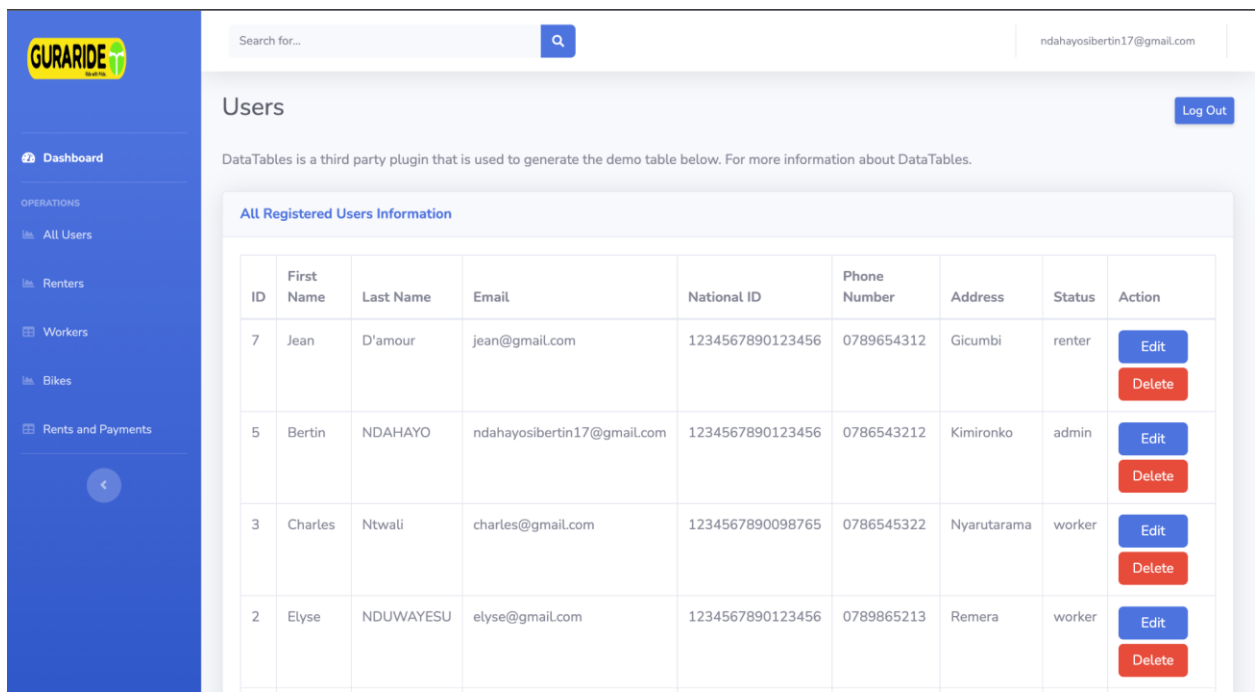 GURARIDE
Search for...
ndahayosibertin17@gmail.com
Users
Log Out
Dashboard
DataTables is a third party plugin that is used to generate the demo table below. For more information about DataTables.
OPERATIONS
All Registered Users Information
All Users
Renters
Workers
Bikes
Rents and Payments
ID First Name Last Name Email National ID Phone Number Address Status Action
7 Jean D'amour jean@gmail.com 1234567890123456 0789654312 Gicumbi renter Edit
Delete
5 Bertin NDAHAYO ndahayosibertin17@gmail.com 1234567890123456 0786543212 Kimironko admin Edit
Delete
3 Charles Ntwali charles@gmail.com 1234567890098765 0786545322 Nyarutarama worker Edit
Delete
2 Elyse NDUWAYESU elyse@gmail.com 1234567890123456 0789865213 Remera worker Edit
Delete